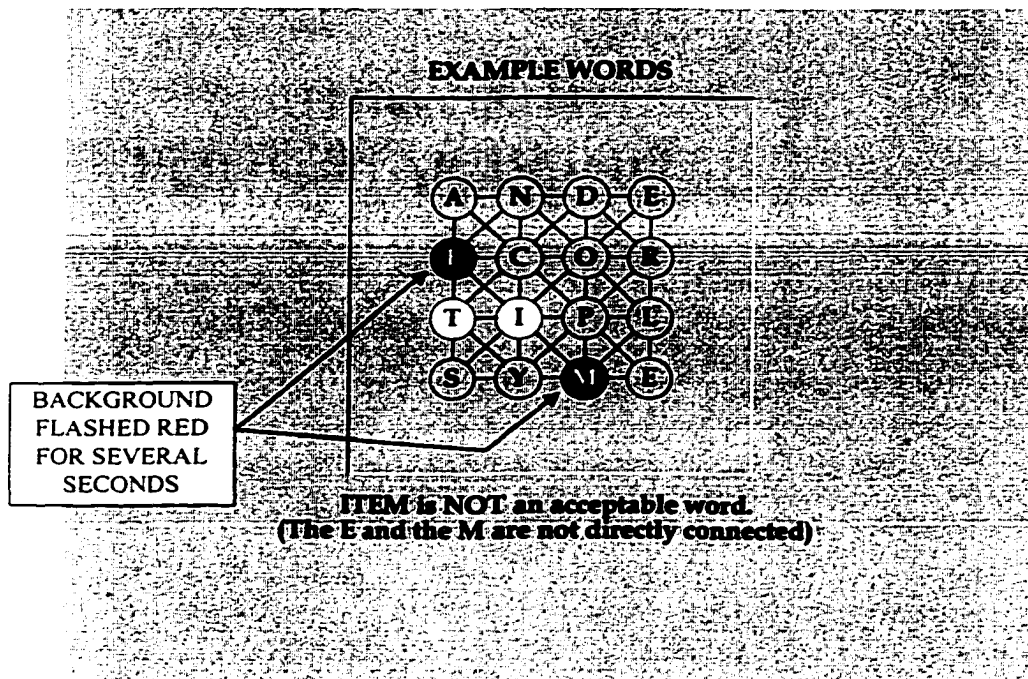 EXAMPLE WORDS
A N D E
C O R
T I P L
S Y M E
BACKGROUND
FLASHED RED
FOR SEVERAL
SECONDS
ITEM is NOT an acceptable word.
(The E and the M are not directly connected)